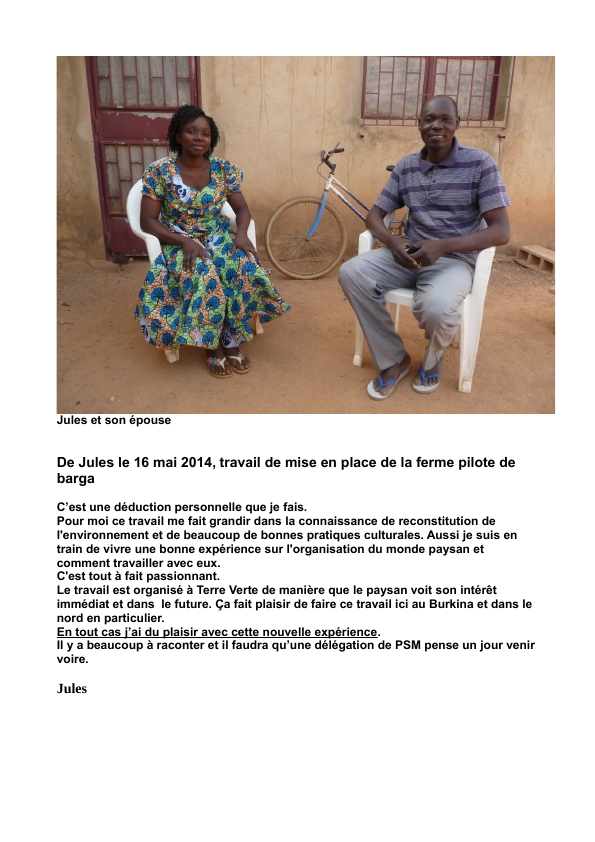 Jules et son épouse
De Jules le 16 mai 2014, travail de mise en place de la ferme pilote de
barga
C’est une déduction personnelle que je fais.
Pour moi ce travail me fait grandir dans la connaissance de reconstitution de
l'environnement et de beaucoup de bonnes pratiques culturales. Aussi je suis en
train de vivre une bonne expérience sur l'organisation du monde paysan et
comment travailler avec eux.
C'est tout à fait passionnant.
Le travail est organisé à Terre Verte de manière que le paysan voit son intérêt
immédiat et dans  le future. Ça fait plaisir de faire ce travail ici au Burkina et dans le
nord en particulier.
En tout cas j’ai du plaisir avec cette nouvelle expérience.
Il y a beaucoup à raconter et il faudra qu’une délégation de PSM pense un jour venir
voire.
Jules